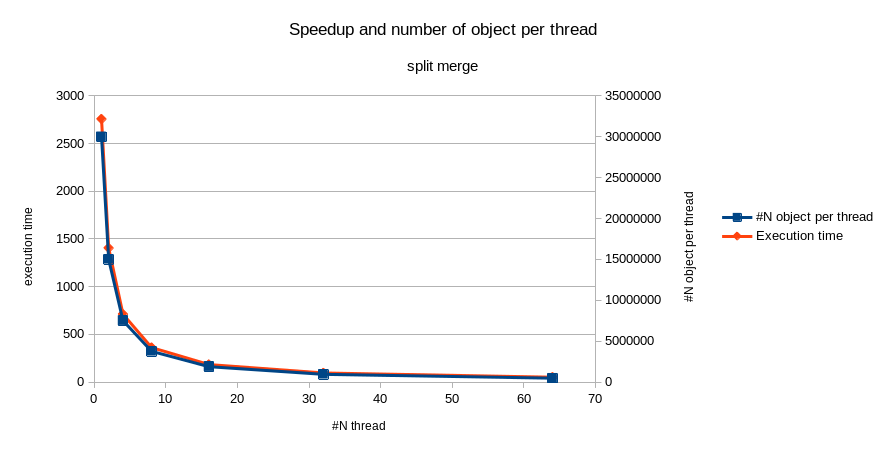 Speedup and number of object per thread
split merge
3000
2500
2000
1500
1000
500
0
execution time
35000000
30000000
25000000
20000000
15000000
10000000
5000000
0
#N object per thread
0 10 20 30 40 50 60 70
#N thread
#N object per thread
Execution time